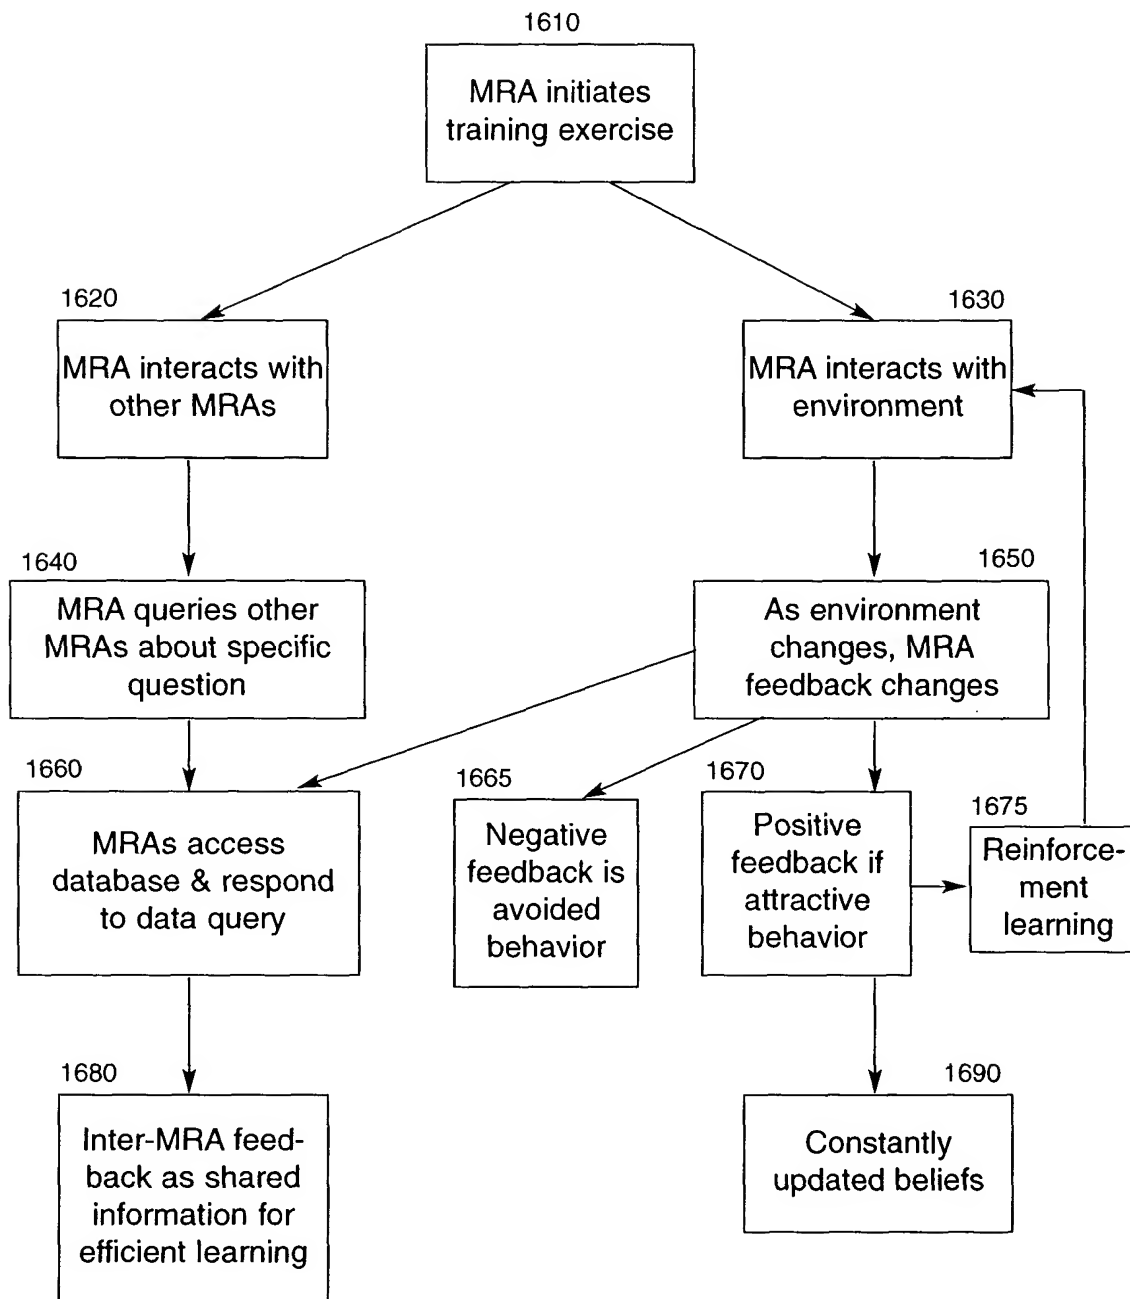 1610
MRA initiates
training exercise
1620
MRA interacts with
other MRAs
1630
MRA interacts with
environment
1640
MRA queries other
MRAs about specific
question
1650
As environment
changes, MRA
feedback changes
1660
MRAs access
database & respond
to data query
1665
Negative
feedback is
avoided
behavior
1670
Positive
feedback if
attractive
behavior
1675
Reinforce-
ment
learning
1680
Inter-MRA feed-
back as shared
information for
efficient learning
1690
Constantly
updated beliefs